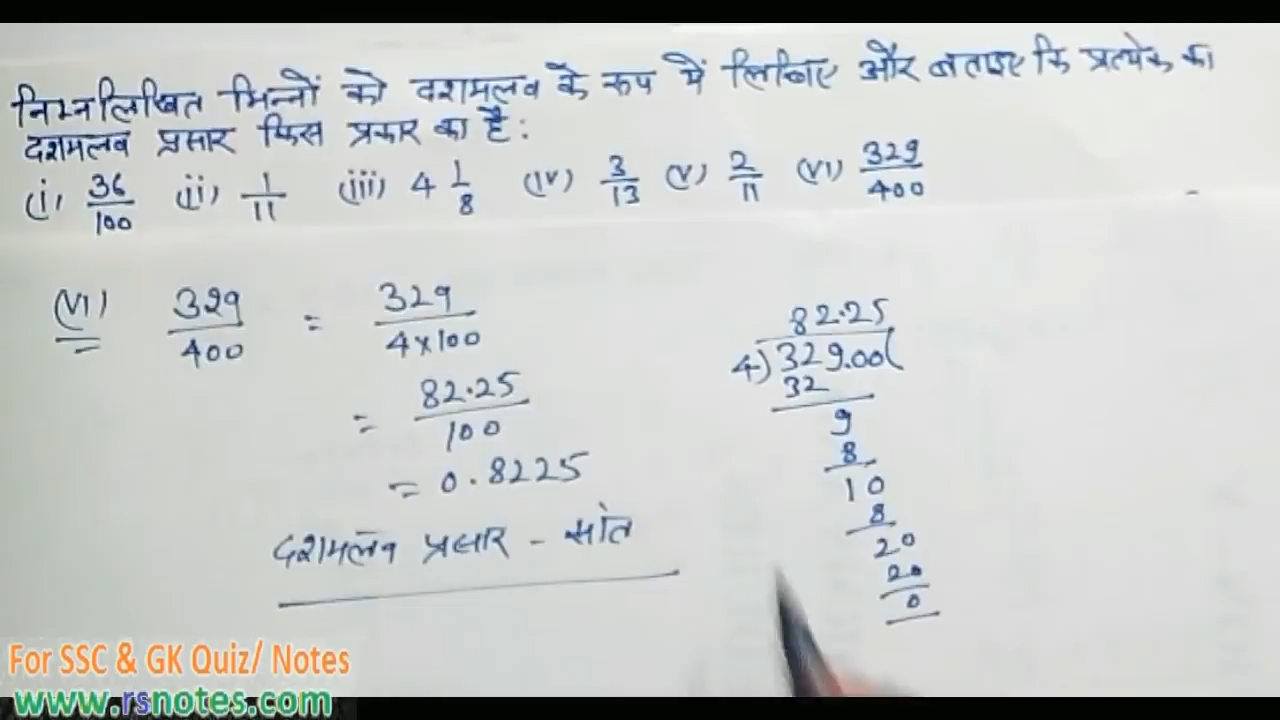 निम्नलिखित भिन्नों को दशमलव के रूप में लिखिए और बताइए कि प्रत्येक का
दशमलव प्रसार किस प्रकार का है :
(i) 36/100 (ii) 1/11 (iii) 4 1/8 (iv) 3/13 (v) 2/11 (vi) 329/400
(vi) 329/400 = 329/4×100
= 82.25/100
= 0.8225
दशमलव प्रसार - सांत
82.25
4)329.00(
32
9
8
10
8
20
20
0
For SSC & GK Quiz/ Notes
www.rsnotes.com